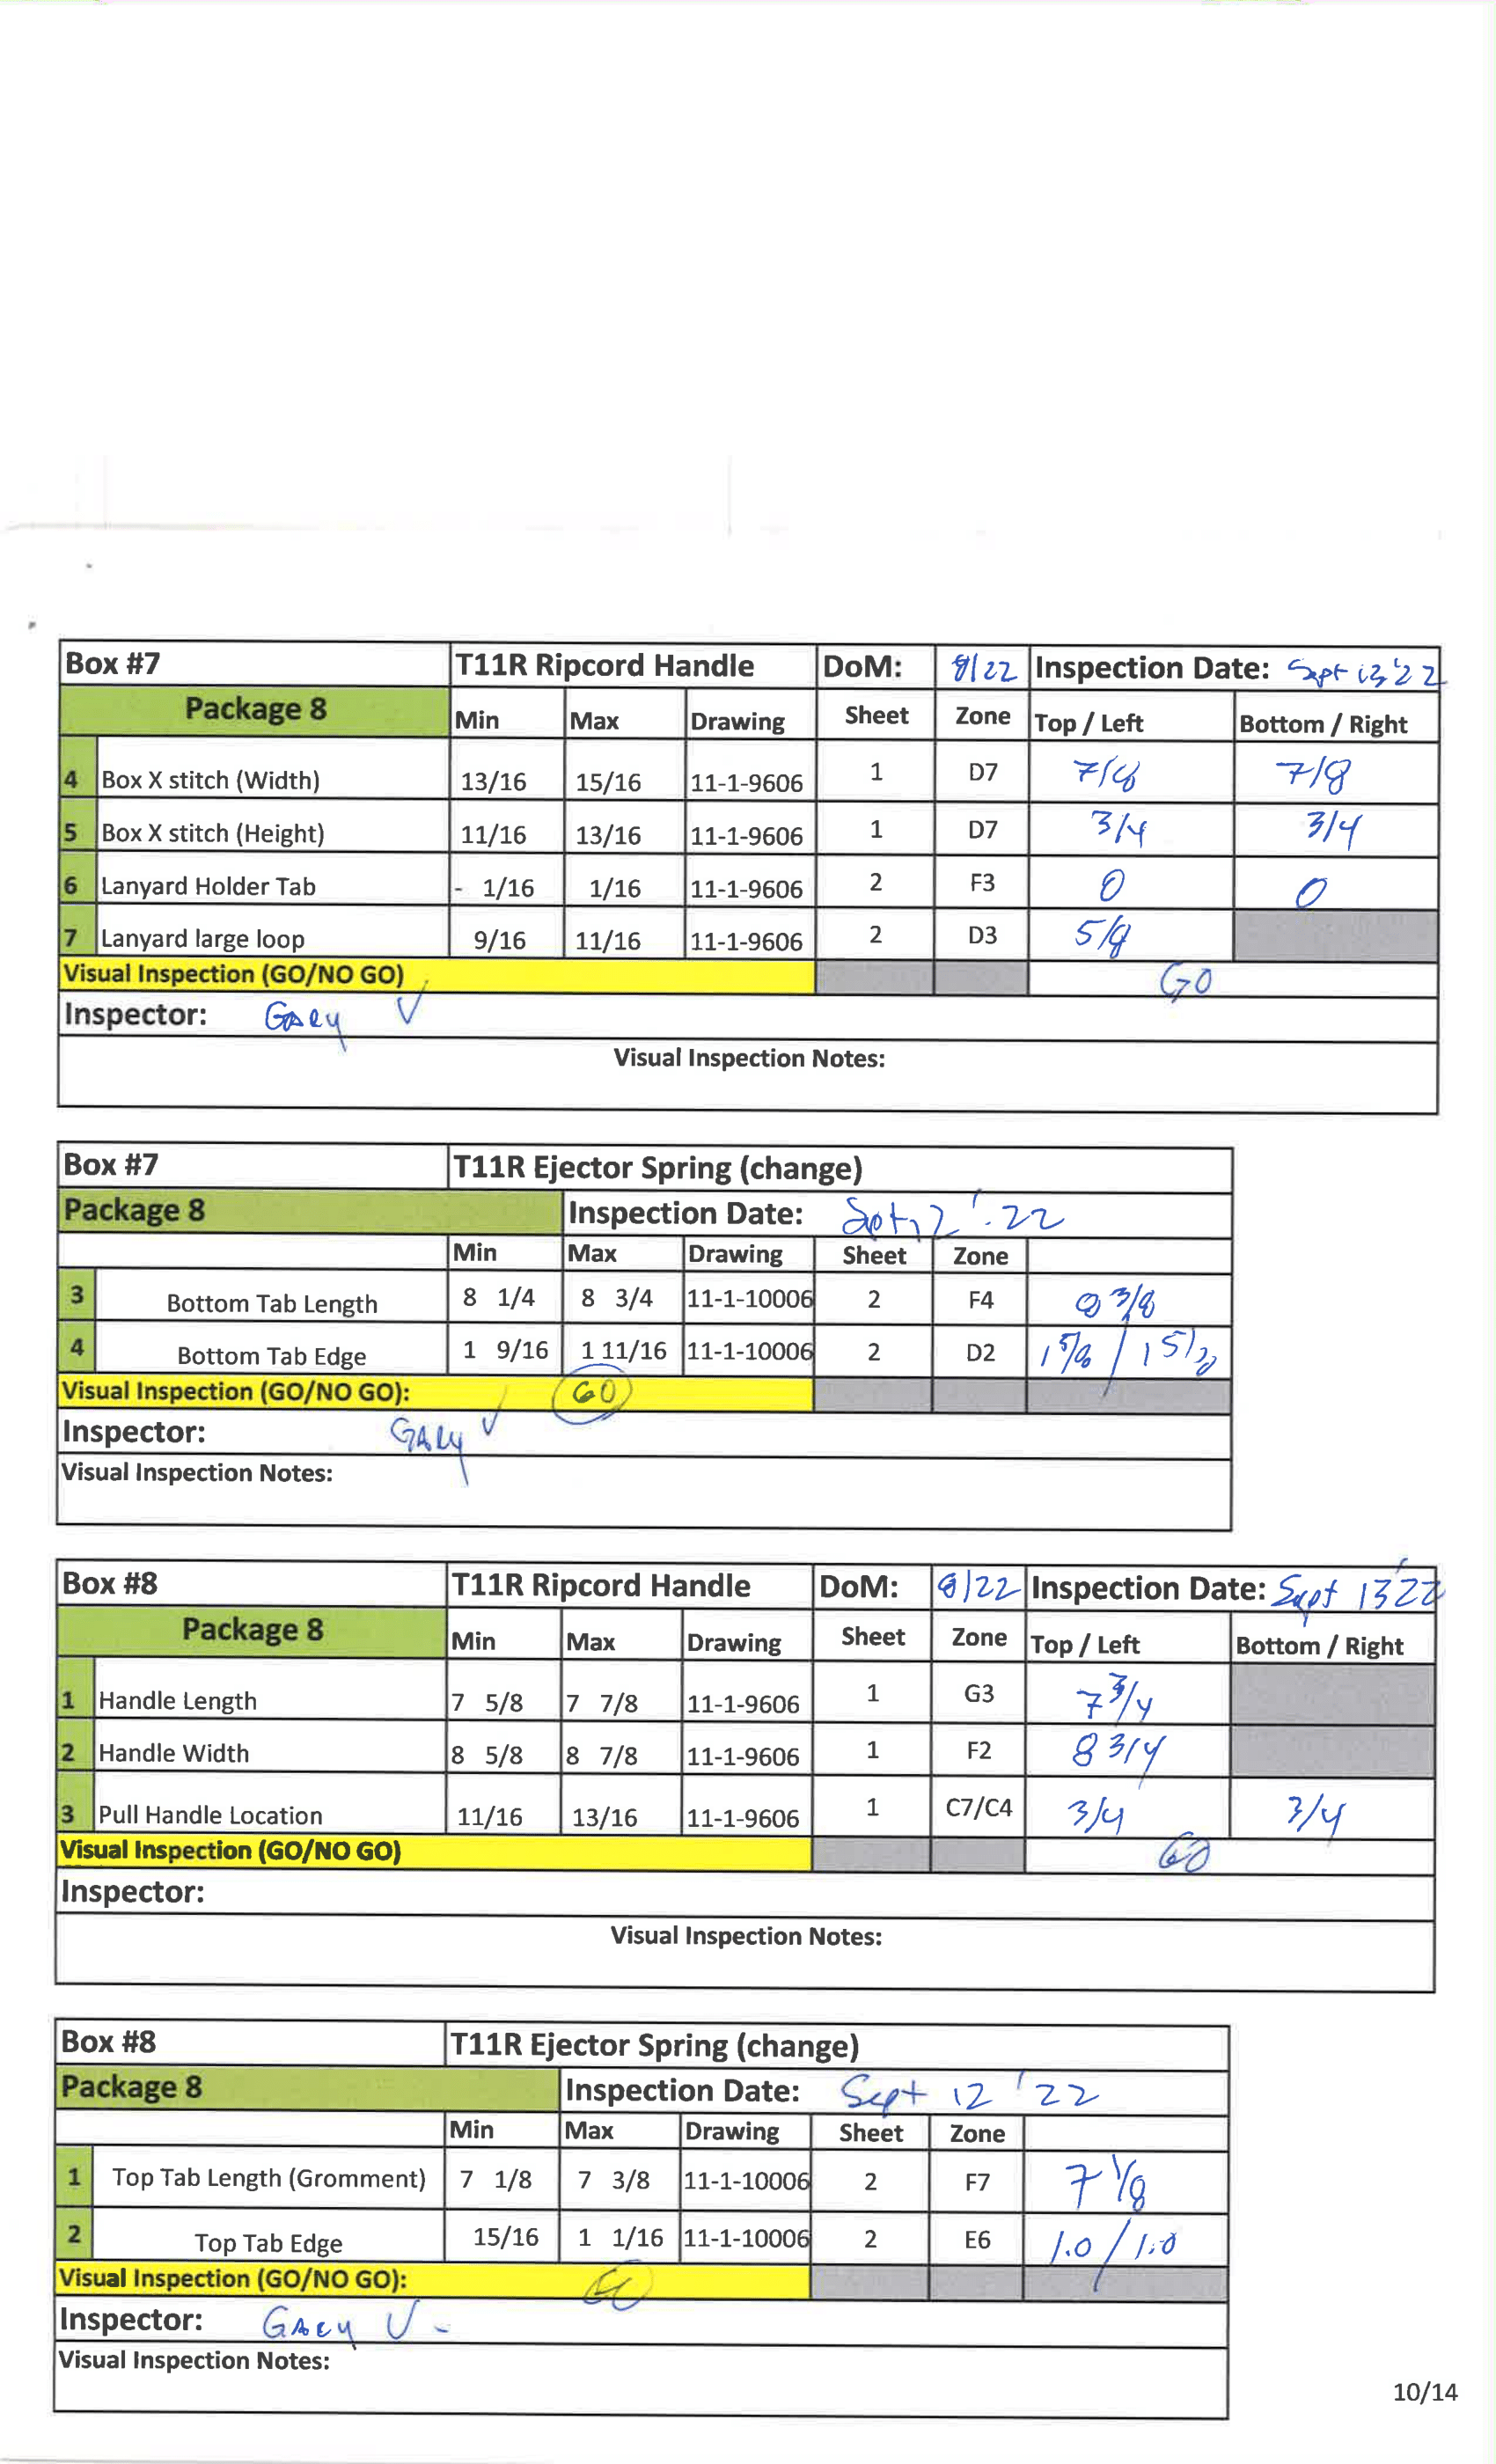 Box #7 T11R Ripcord Handle DoM: 8/22 Inspection Date: Sept 13 '22
Package 8 Min Max Drawing Sheet Zone Top / Left Bottom / Right
4 Box X stitch (Width) 13/16 15/16 11-1-9606 1 D7 7/8 7/8
5 Box X stitch (Height) 11/16 13/16 11-1-9606 1 D7 3/4 3/4
6 Lanyard Holder Tab - 1/16 1/16 11-1-9606 2 F3 0 0
7 Lanyard large loop 9/16 11/16 11-1-9606 2 D3 5/8
Visual Inspection (GO/NO GO) GO
Inspector: GARY V
Visual Inspection Notes:
Box #7 T11R Ejector Spring (change)
Package 8 Inspection Date: '.22
Min Max Drawing Sheet Zone
3 Bottom Tab Length 8 1/4 8 3/4 11-1-10006 2 F4 8 3/8
4 Bottom Tab Edge 1 9/16 1 11/16 11-1-10006 2 D2 1 5/8 /
Visual Inspection (GO/NO GO): GO
Inspector: GARY V
Visual Inspection Notes:
Box #8 T11R Ripcord Handle DoM: 8/22 Inspection Date: Sept 13'22
Package 8 Min Max Drawing Sheet Zone Top / Left Bottom / Right
1 Handle Length 7 5/8 7 7/8 11-1-9606 1 G3 7 3/4
2 Handle Width 8 5/8 8 7/8 11-1-9606 1 F2 8 3/4
3 Pull Handle Location 11/16 13/16 11-1-9606 1 C7/C4 3/4 3/4
Visual Inspection (GO/NO GO) GO
Inspector:
Visual Inspection Notes:
Box #8 T11R Ejector Spring (change)
Package 8 Inspection Date: Sept 12 '22
Min Max Drawing Sheet Zone
1 Top Tab Length (Gromment) 7 1/8 7 3/8 11-1-10006 2 F7 7 1/8
2 Top Tab Edge 15/16 1 1/16 11-1-10006 2 E6 1.0 / 1.0
Visual Inspection (GO/NO GO): GO
Inspector: GARY V -
Visual Inspection Notes:
10/14